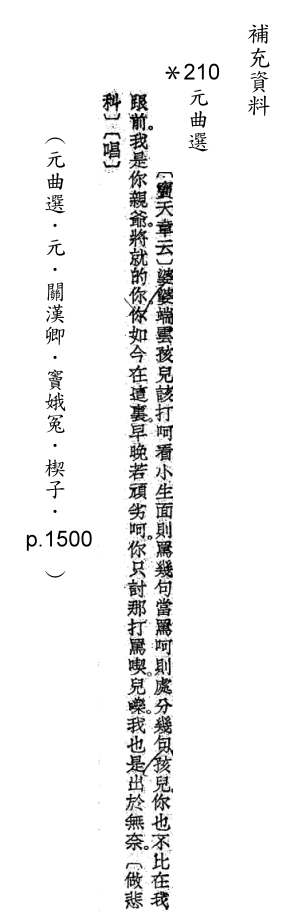 補充資料
*210
元曲選
〔竇天章云〕婆婆端雲孩兒該打呵看小生面則罵幾句當罵呵則處分幾句孩兒你也不比在我
眼前。我是你親爺。將就的你。你如今在這裏。早晚若頑劣呵。你只討那打罵喫。兒嚛。我也是出於無奈。〔做悲
科〕〔唱〕
（元曲選・元・關漢卿・竇娥冤・楔子・p.1500）